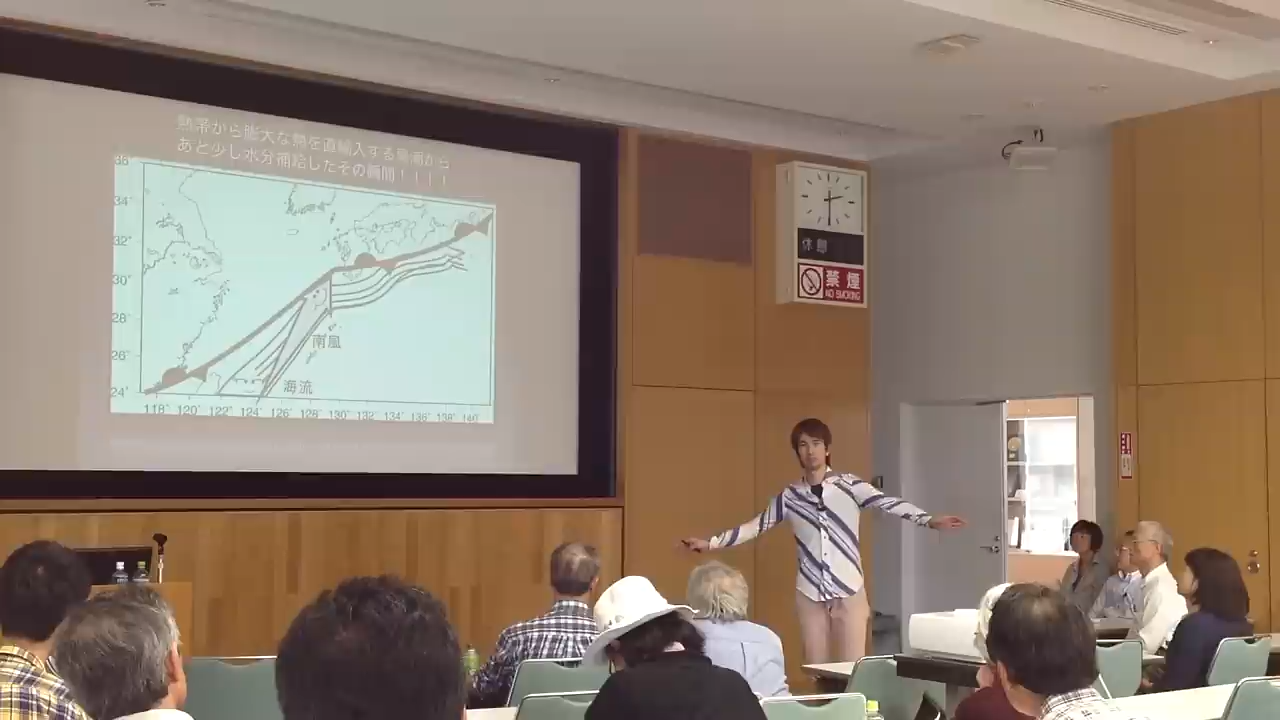 熱帯から膨大な熱を直輸入する黒潮から
あと少し水分補給したその瞬間！！！！
36°
34°
32°
30°
28°
26°
24°
南風
海流
118° 120° 122° 124° 126° 128° 130° 132° 134° 136° 138° 140°
休憩
禁煙
NO SMOKING